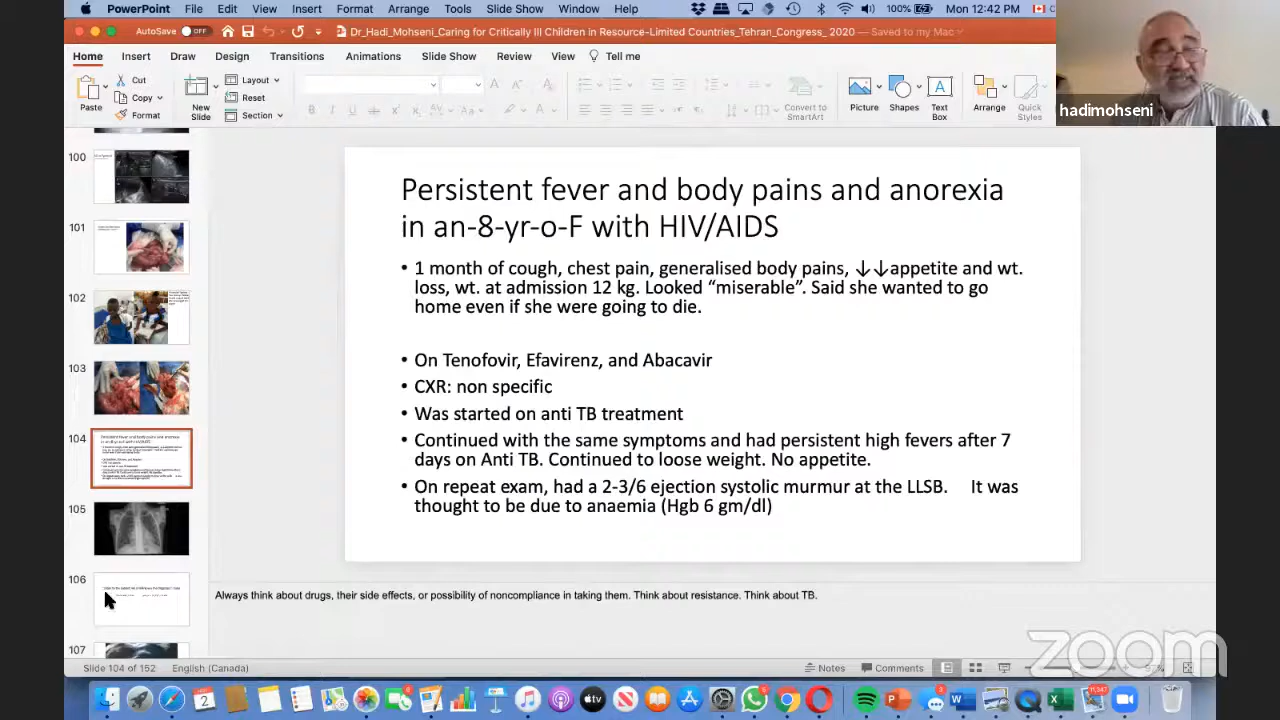 PowerPoint File Edit View Insert Format Arrange Tools Slide Show Window Help 100% Mon 12:42 PM
AutoSave OFF Dr_Hadi_Mohseni_Caring for Critically Ill Children in Resource-Limited Countries_Tehran_Congress_ 2020 — Saved to my Mac
Home Insert Draw Design Transitions Animations Slide Show Review View Tell me
Paste Cut Copy Format New Slide Layout Reset Section Convert to SmartArt Picture Shapes Text Box Arrange Quick Styles
hadimohseni
100
101
102
103
104
105
106
107
Persistent fever and body pains and anorexia
in an-8-yr-o-F with HIV/AIDS
• 1 month of cough, chest pain, generalised body pains, ↓↓appetite and wt.
loss, wt. at admission 12 kg. Looked “miserable”. Said she wanted to go
home even if she were going to die.
• On Tenofovir, Efavirenz, and Abacavir
• CXR: non specific
• Was started on anti TB treatment
• Continued with the same symptoms and had persistent high fevers after 7
days on Anti TB. Continued to loose weight. No appetite.
• On repeat exam, had a 2-3/6 ejection systolic murmur at the LLSB. It was
thought to be due to anaemia (Hgb 6 gm/dl)
Always think about drugs, their side effects, or possibility of noncompliance in taking them. Think about resistance. Think about TB.
Slide 104 of 152 English (Canada) Notes Comments
zoom